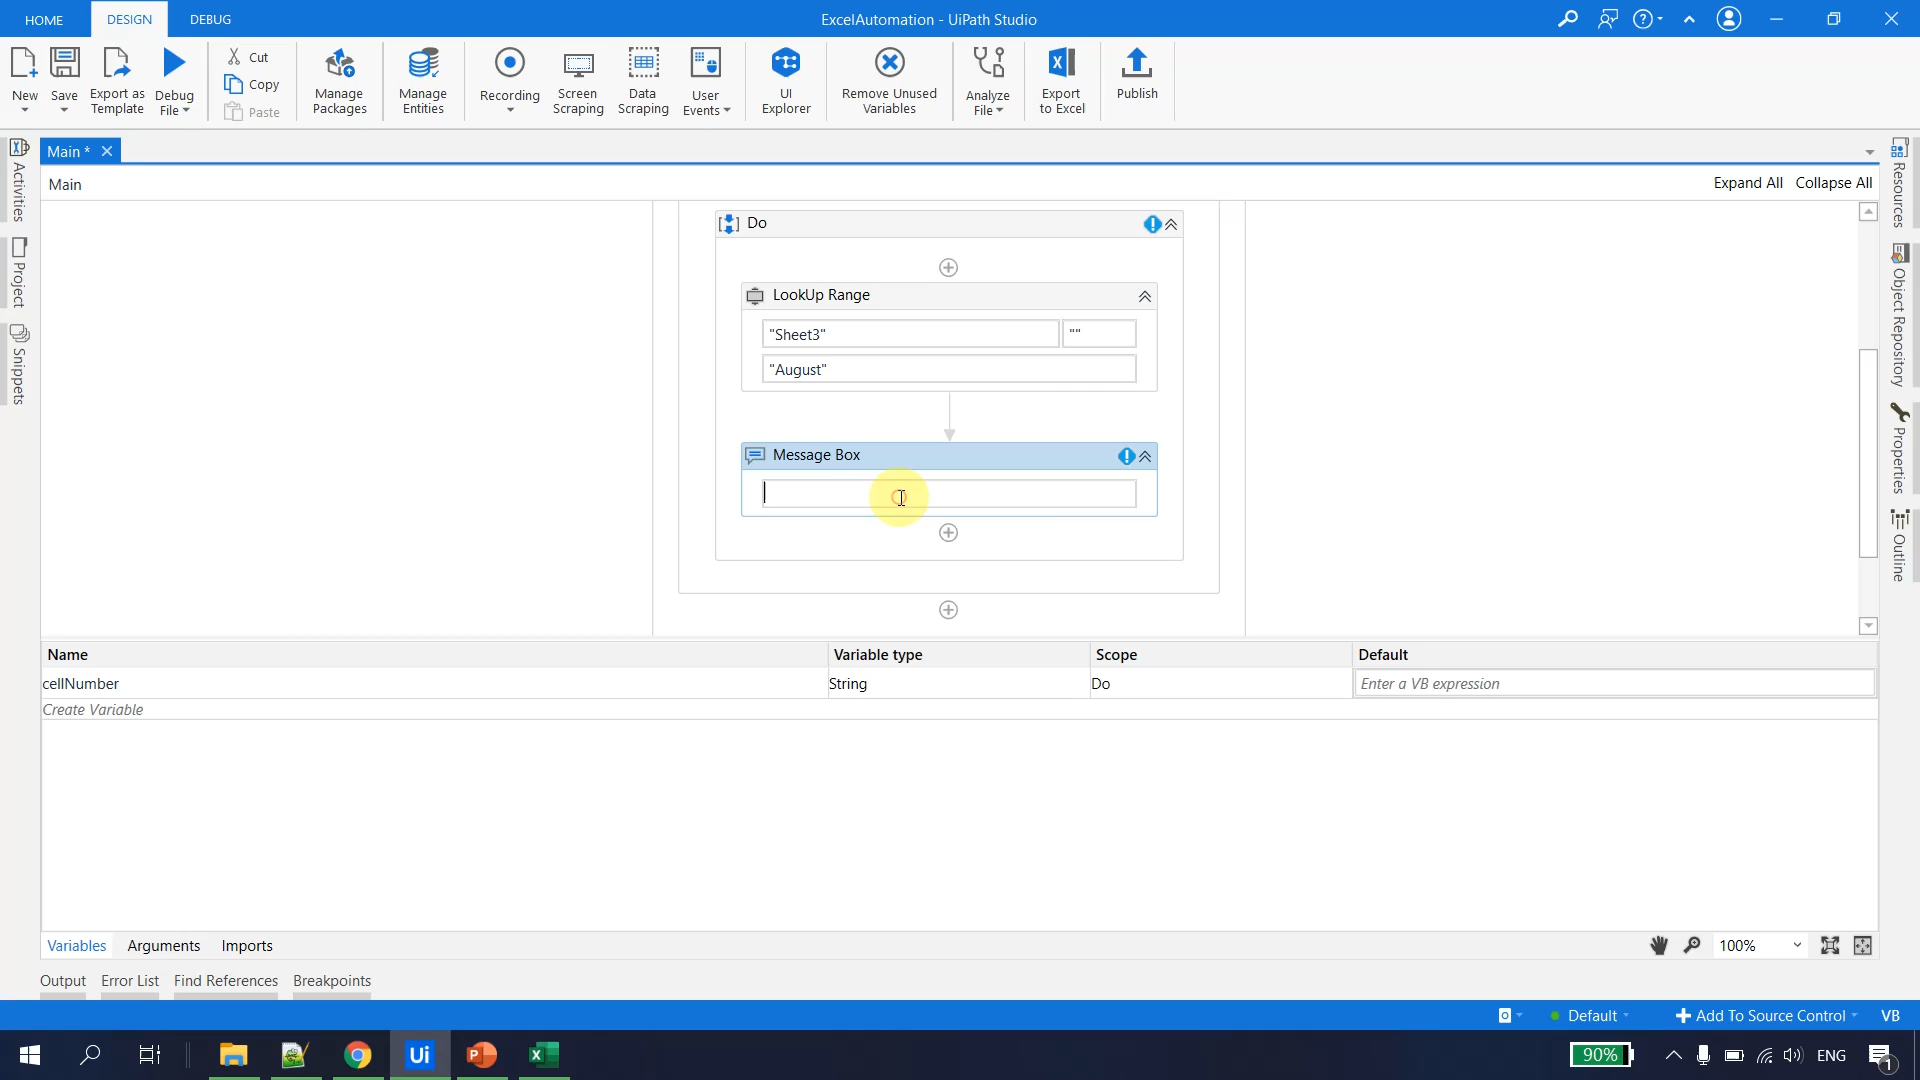 HOME DESIGN DEBUG ExcelAutomation - UiPath Studio
New Save Export as Template Debug File Cut Copy Paste Manage Packages Manage Entities Recording Screen Scraping Data Scraping User Events UI Explorer Remove Unused Variables Analyze File Export to Excel Publish
Main *
Main Expand All Collapse All
Activities
Project
Snippets
Resources
Object Repository
Properties
Outline
Do
LookUp Range
"Sheet3" ""
"August"
Message Box
Name Variable type Scope Default
cellNumber String Do Enter a VB expression
Create Variable
Variables Arguments Imports 100%
Output Error List Find References Breakpoints
Default Add To Source Control VB
Ui 90% ENG 1